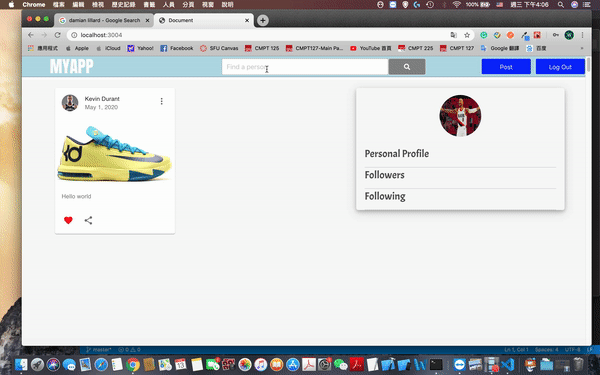 Chrome 檔案 編輯 檢視 歷史記錄 書籤 人員 分頁 視窗 說明
100% 週三 下午4:06
damian lillard - Google Search
Document
localhost:3004
應用程式 Apple iCloud Yahoo! Facebook SFU Canvas CMPT 125 CMPT127-Main Pa... YouTube 首頁 CMPT 225 CMPT 127 Google 翻譯 百度
MYAPP
Find a person
Post
Log Out
Kevin Durant
May 1, 2020
Hello world
Personal Profile
Followers
Following
Master*
Ln 1, Col 1 Spaces: 4 UTF-8 LF